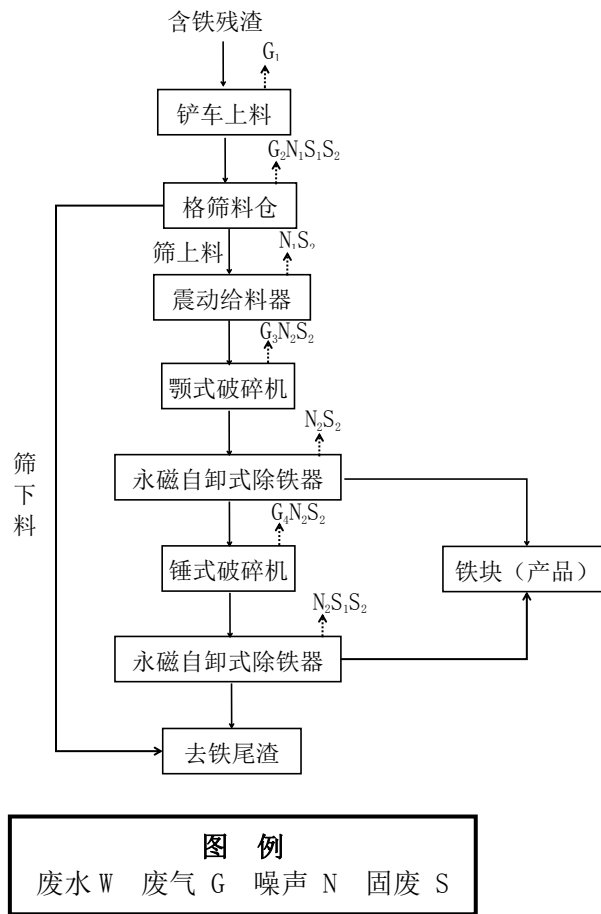 含铁残渣
G₁
铲车上料
G₂N₁S₁S₂
格筛料仓
筛上料
N₁S₂
震动给料器
G₃N₂S₂
颚式破碎机
N₂S₂
筛下料
永磁自卸式除铁器
G₄N₂S₂
锤式破碎机
铁块（产品）
N₂S₁S₂
永磁自卸式除铁器
去铁尾渣
图 例
废水 W 废气 G 噪声 N 固废 S